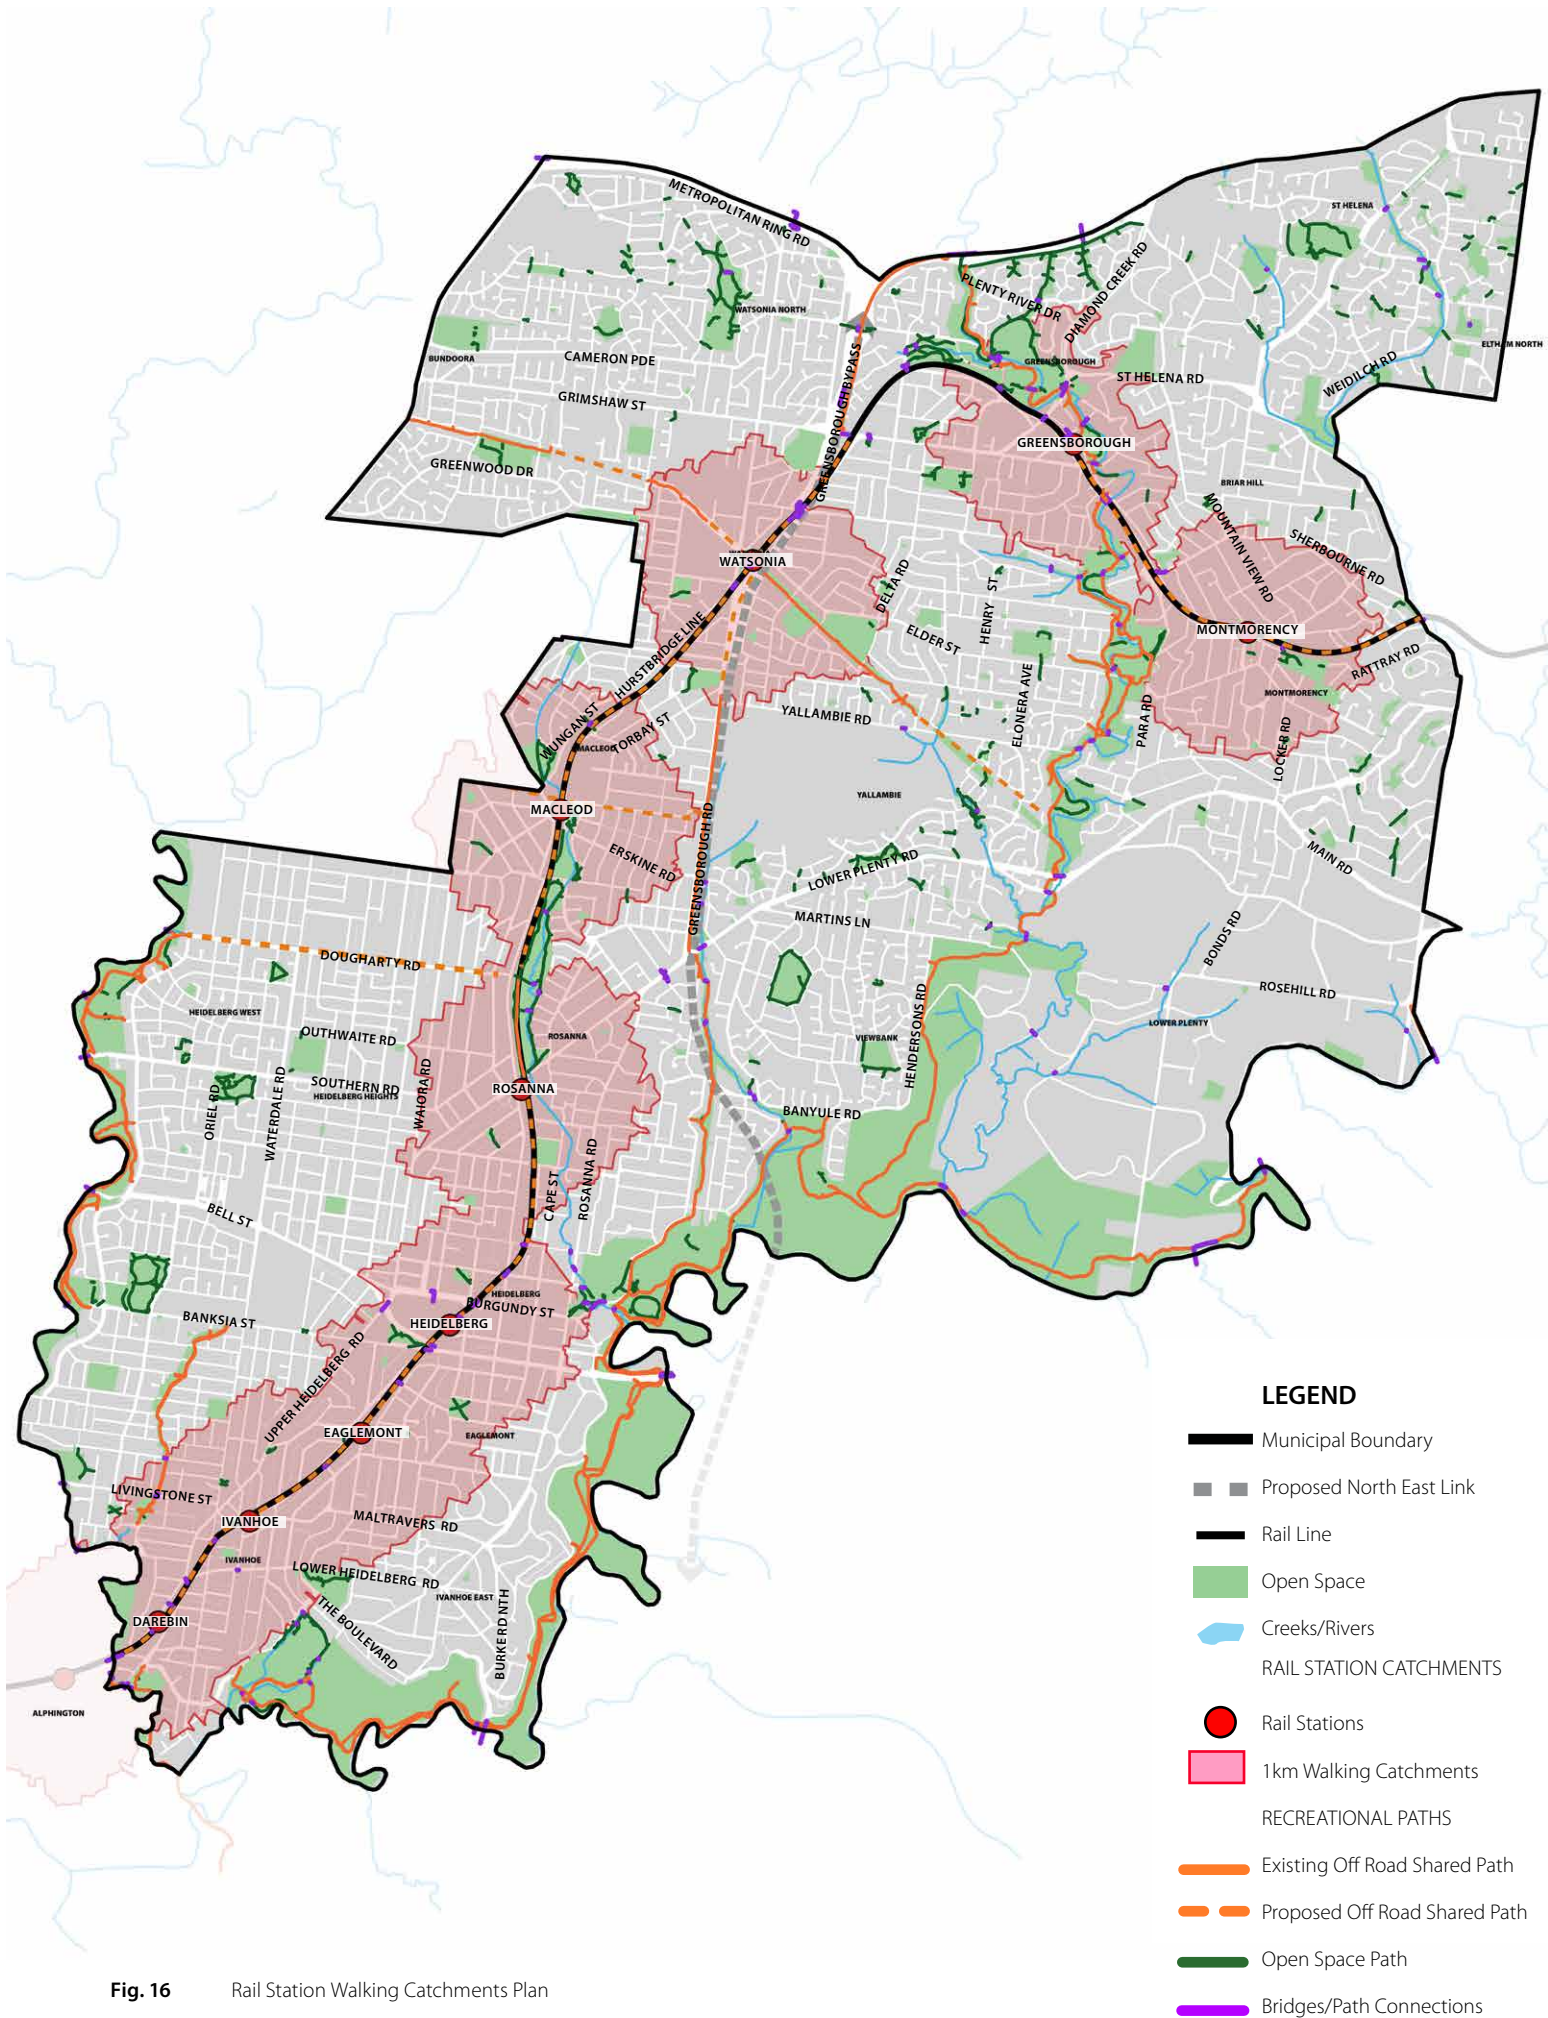 METROPOLITAN RING RD
ST HELENA
PLENTY RIVER DR
DIAMOND CREEK RD
WATSONIA NORTH
ELTHAM NORTH
BUNDOORA
CAMERON PDE
GREENSBOROUGH
ST HELENA RD
WEIDILCH RD
GREENSBOROUGH BYPASS
GRIMSHAW ST
GREENSBOROUGH
GREENWOOD DR
BRIAR HILL
MOUNTAIN VIEW RD
SHERBOURNE RD
WATSONIA
DELTA RD
HENRY ST
ELDER ST
MONTMORENCY
RATTRAY RD
HURSTBRIDGE LINE
MONTMORENCY
ELONERA AVE
PARA RD
YALLAMBIE RD
WUNGAN ST
MACLEOD
TORBAY ST
LOCKER RD
YALLAMBIE
MACLEOD
GREENSBOROUGH RD
ERSKINE RD
LOWER PLENTY RD
MAIN RD
MARTINS LN
BONDS RD
DOUGHARTY RD
ROSEHILL RD
HEIDELBERG WEST
LOWER PLENTY
OUTHWAITE RD
ROSANNA
VIEWBANK
HENDERSONS RD
SOUTHERN RD
HEIDELBERG HEIGHTS
WAIORA RD
ROSANNA
ORIEL RD
WATERDALE RD
BANYULE RD
CAPE ST
ROSANNA RD
BELL ST
HEIDELBERG
BURGUNDY ST
BANKSIA ST
HEIDELBERG
UPPER HEIDELBERG RD
EAGLEMONT
EAGLEMONT
LIVINGSTONE ST
IVANHOE
MALTRAVERS RD
IVANHOE
LOWER HEIDELBERG RD
IVANHOE EAST
DAREBIN
THE BOULEVARD
BURKE RD NTH
ALPHINGTON
LEGEND
Municipal Boundary
Proposed North East Link
Rail Line
Open Space
Creeks/Rivers
RAIL STATION CATCHMENTS
Rail Stations
1km Walking Catchments
RECREATIONAL PATHS
Existing Off Road Shared Path
Proposed Off Road Shared Path
Open Space Path
Bridges/Path Connections
Fig. 16 Rail Station Walking Catchments Plan